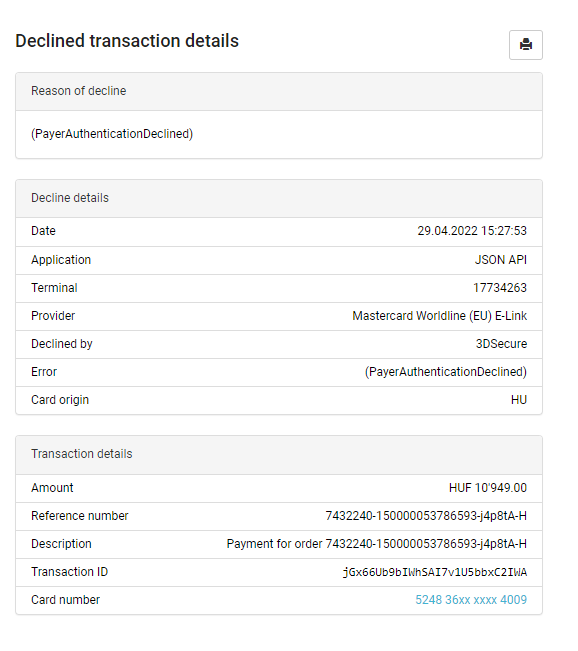 Declined transaction details
Reason of decline
(PayerAuthenticationDeclined)
Decline details
Date 29.04.2022 15:27:53
Application JSON API
Terminal 17734263
Provider Mastercard Worldline (EU) E-Link
Declined by 3DSecure
Error (PayerAuthenticationDeclined)
Card origin HU
Transaction details
Amount HUF 10'949.00
Reference number 7432240-150000053786593-j4p8tA-H
Description Payment for order 7432240-150000053786593-j4p8tA-H
Transaction ID jGx66Ub9bIWhSAI7v1U5bbxC2IWA
Card number 5248 36xx xxxx 4009